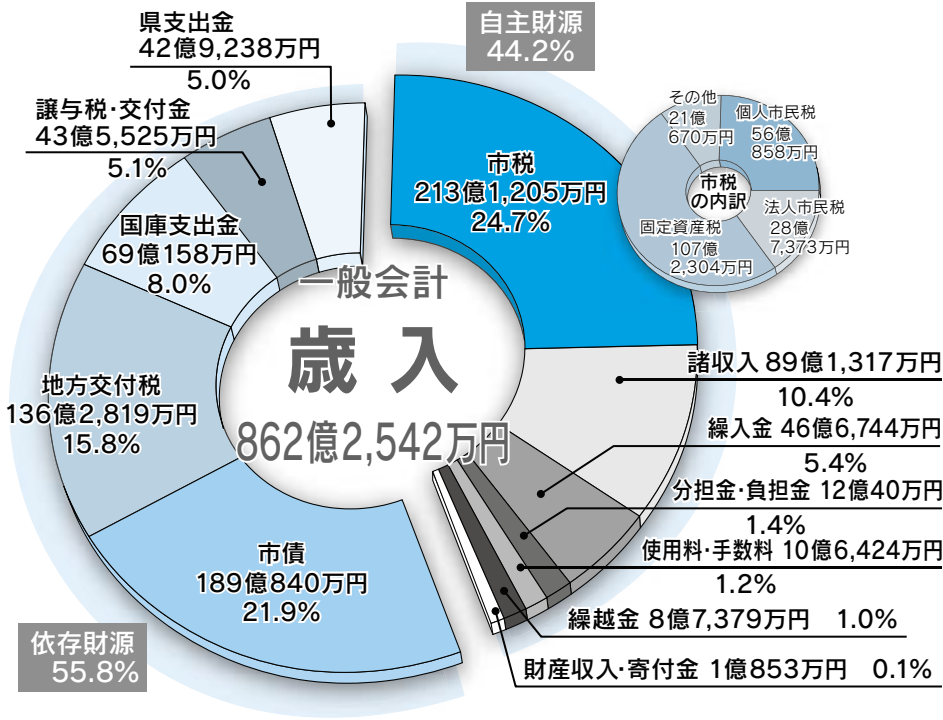 自主財源
44.2%
県支出金
42億9,238万円
5.0%
譲与税・交付金
43億5,525万円
5.1%
国庫支出金
69億158万円
8.0%
地方交付税
136億2,819万円
15.8%
市債
189億840万円
21.9%
依存財源
55.8%
一般会計
歳入
862億2,542万円
市税
213億1,205万円
24.7%
その他
21億
670万円
個人市民税
56億
858万円
市税
の内訳
法人市民税
28億
7,373万円
固定資産税
107億
2,304万円
諸収入 89億1,317万円
10.4%
繰入金 46億6,744万円
5.4%
分担金・負担金 12億40万円
1.4%
使用料・手数料 10億6,424万円
1.2%
繰越金 8億7,379万円 1.0%
財産収入・寄付金 1億853万円 0.1%